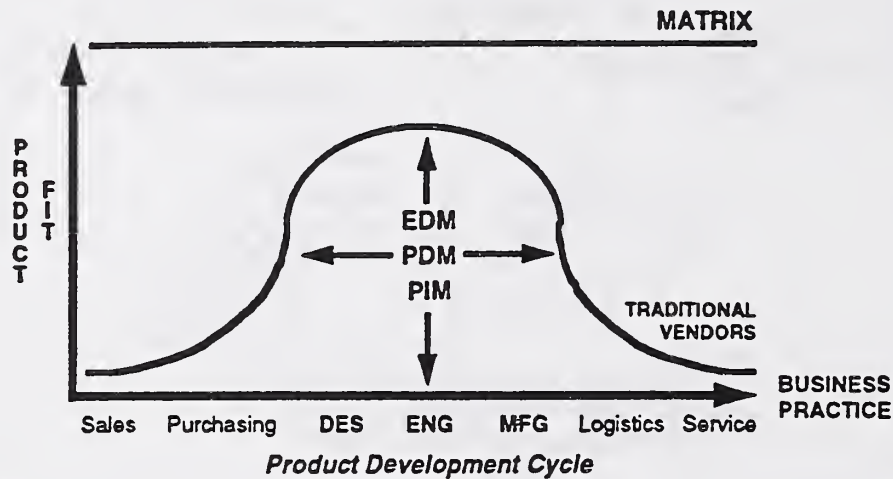 MATRIX
PRODUCT
FIT
EDM
PDM
PIM
TRADITIONAL
VENDORS
BUSINESS
PRACTICE
Sales Purchasing DES ENG MFG Logistics Service
Product Development Cycle